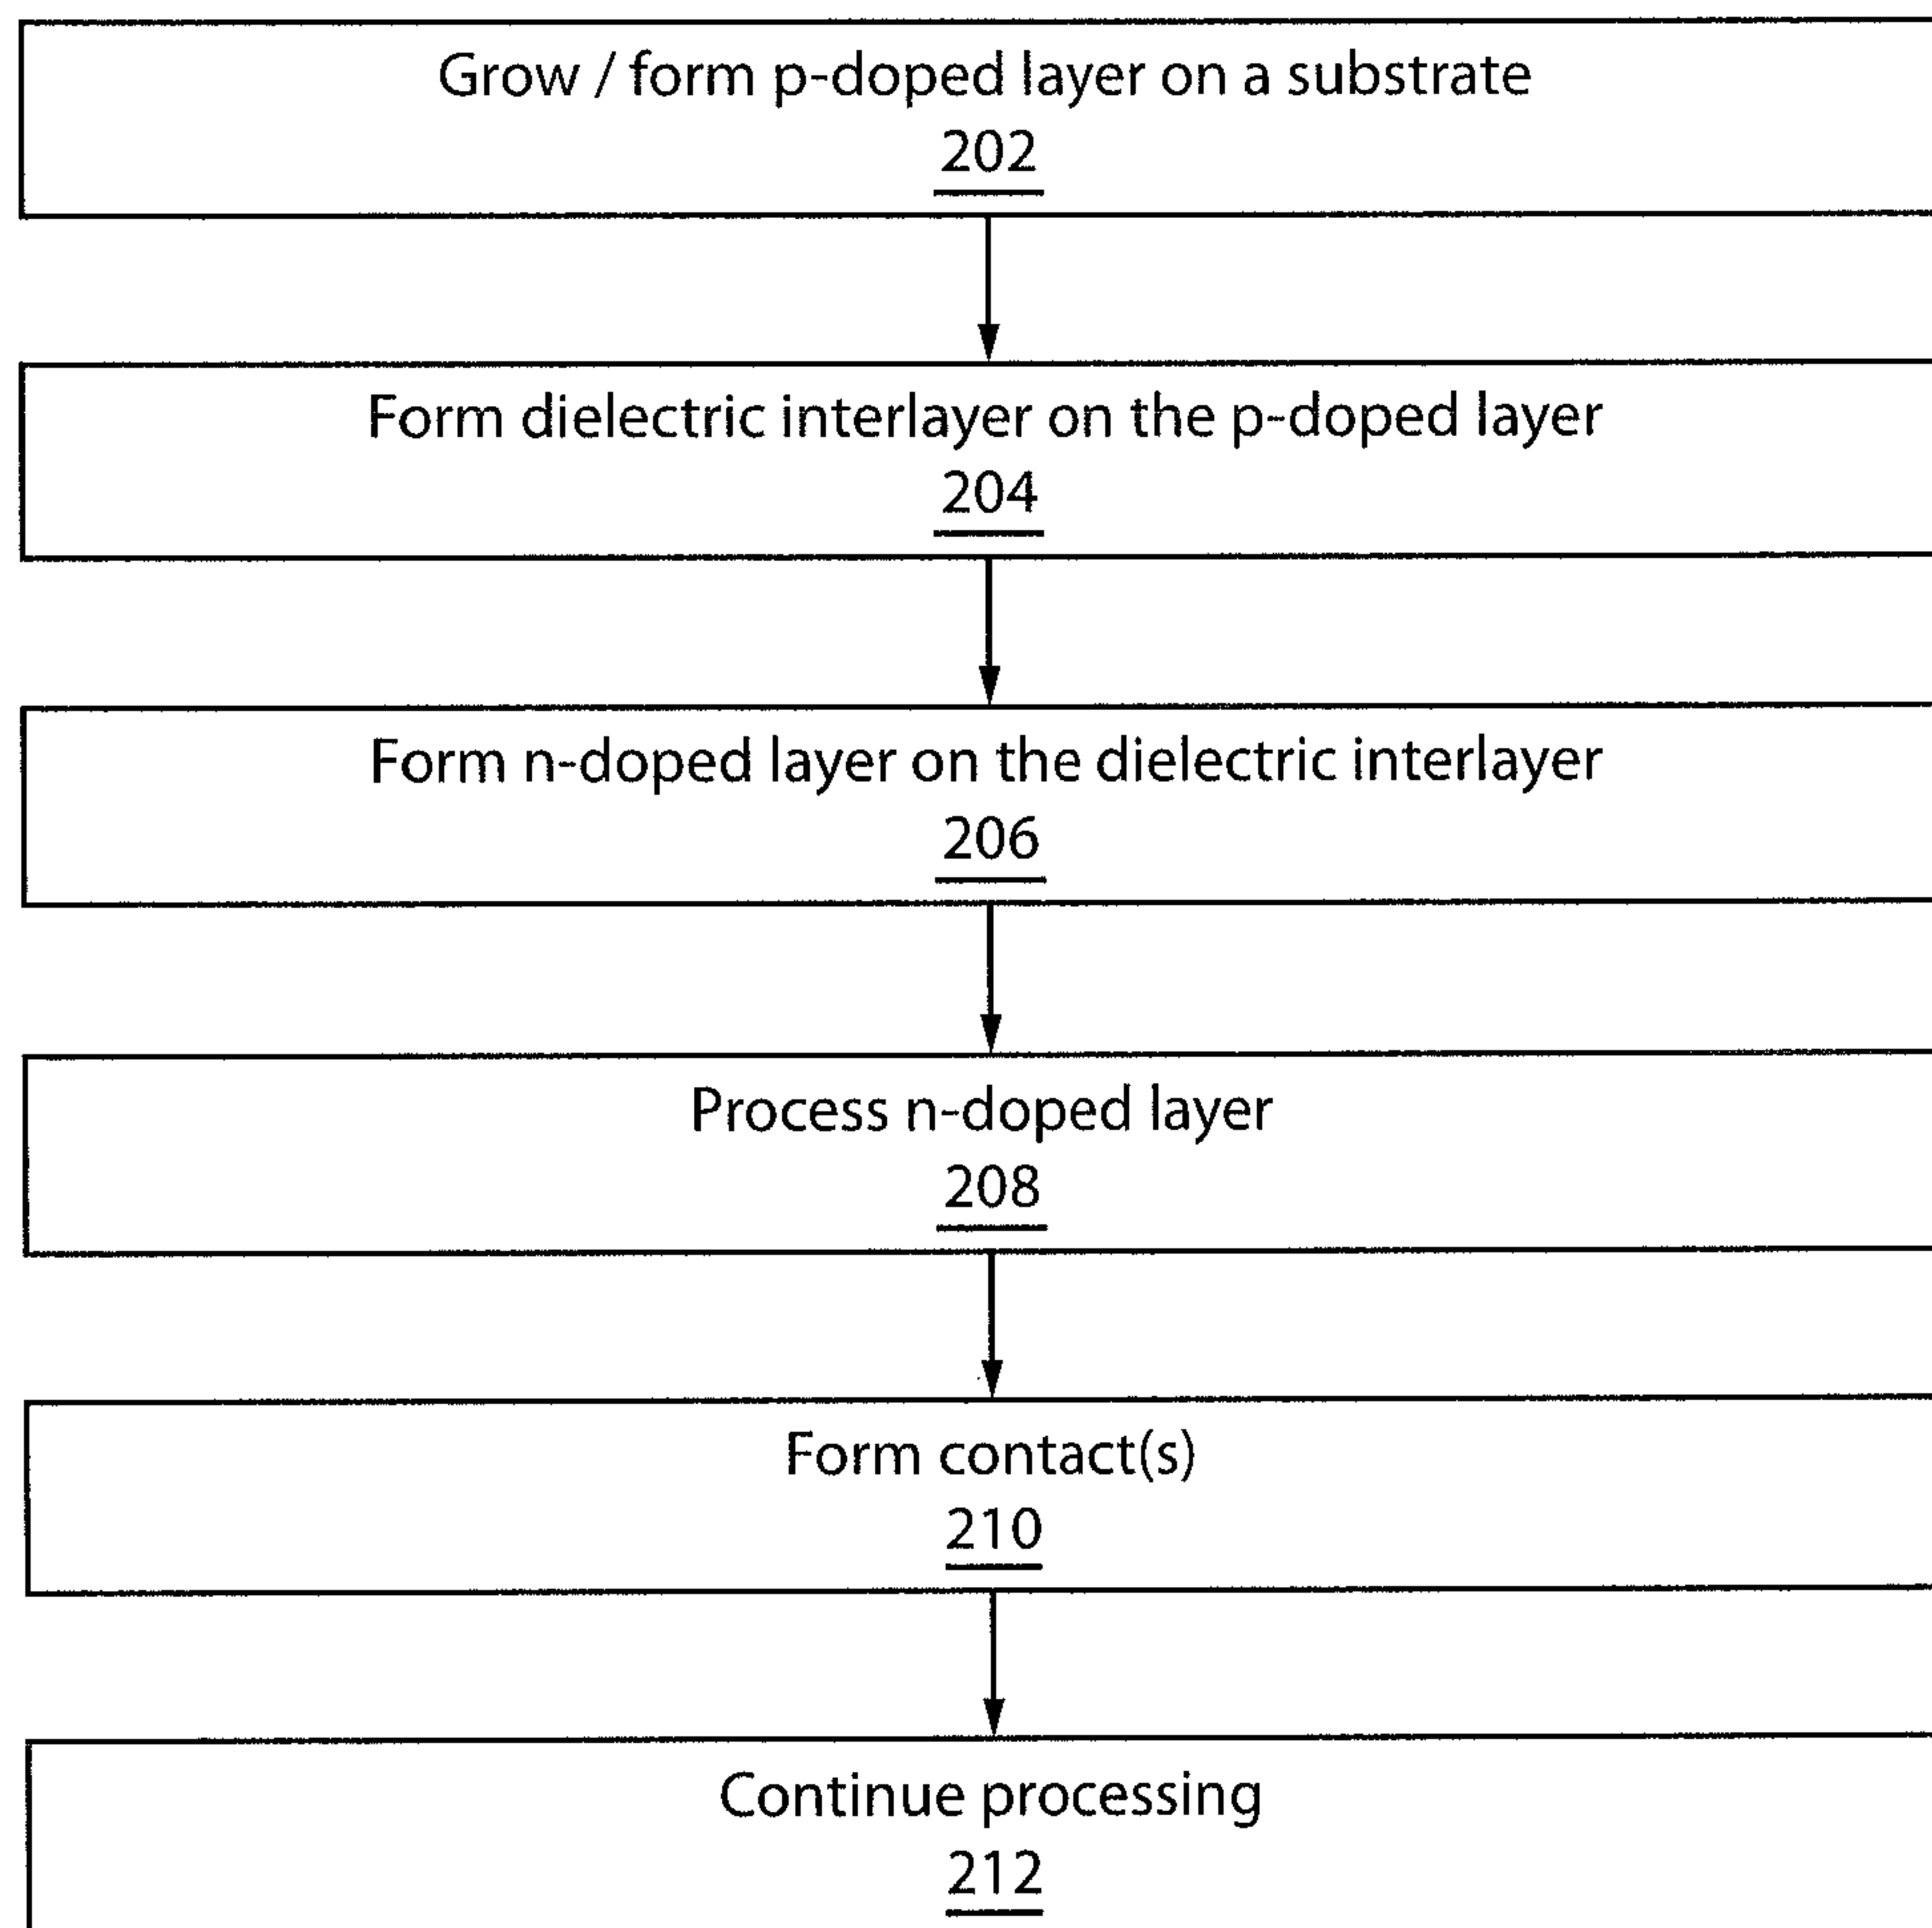 Grow / form p-doped layer on a substrate
202
Form dielectric interlayer on the p-doped layer
204
Form n-doped layer on the dielectric interlayer
206
Process n-doped layer
208
Form contact(s)
210
Continue processing
212